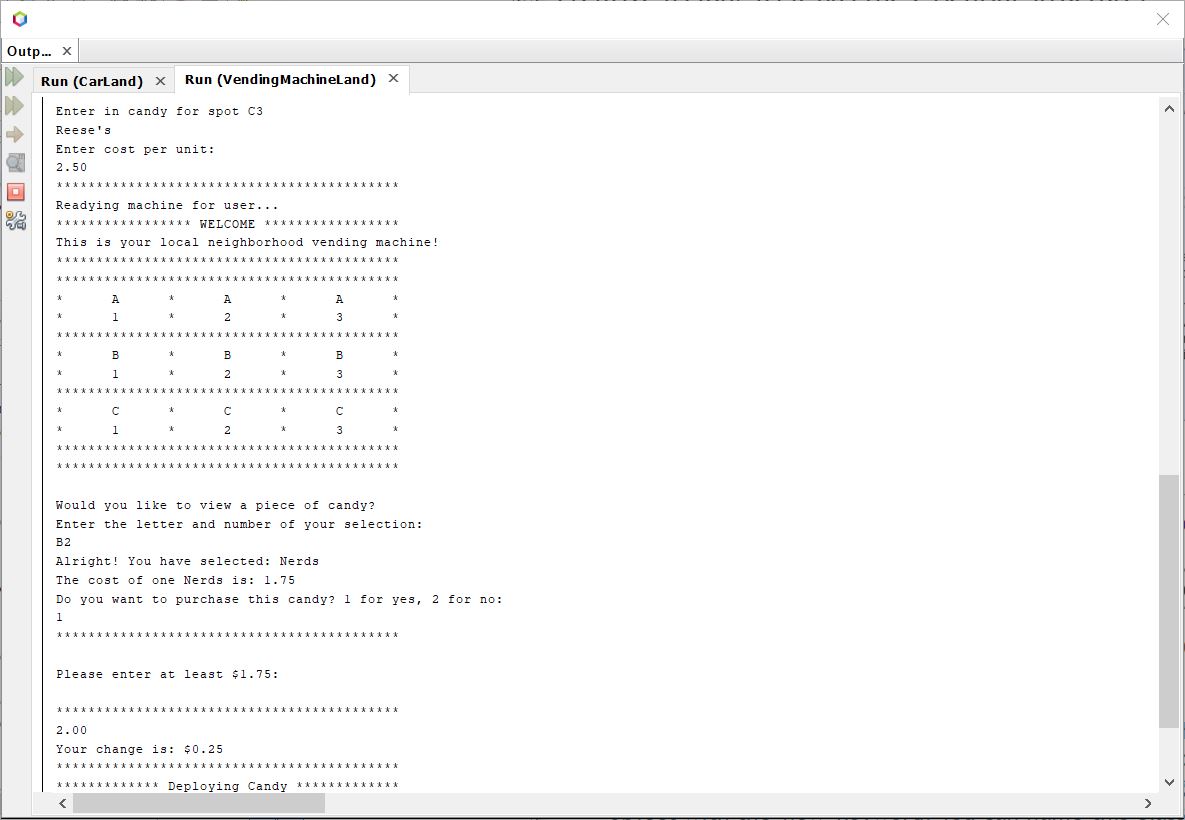 Outp...
Run (CarLand) Run (VendingMachineLand)
Enter in candy for spot C3
Reese's
Enter cost per unit:
2.50
*******************************************
Readying machine for user...
***************** WELCOME *****************
This is your local neighborhood vending machine!
*******************************************
*******************************************
*      A      *      A      *      A      *
*      1      *      2      *      3      *
*******************************************
*      B      *      B      *      B      *
*      1      *      2      *      3      *
*******************************************
*      C      *      C      *      C      *
*      1      *      2      *      3      *
*******************************************
*******************************************
Would you like to view a piece of candy?
Enter the letter and number of your selection:
B2
Alright! You have selected: Nerds
The cost of one Nerds is: 1.75
Do you want to purchase this candy? 1 for yes, 2 for no:
1
*******************************************
Please enter at least $1.75:
*******************************************
2.00
Your change is: $0.25
*******************************************
************* Deploying Candy *************